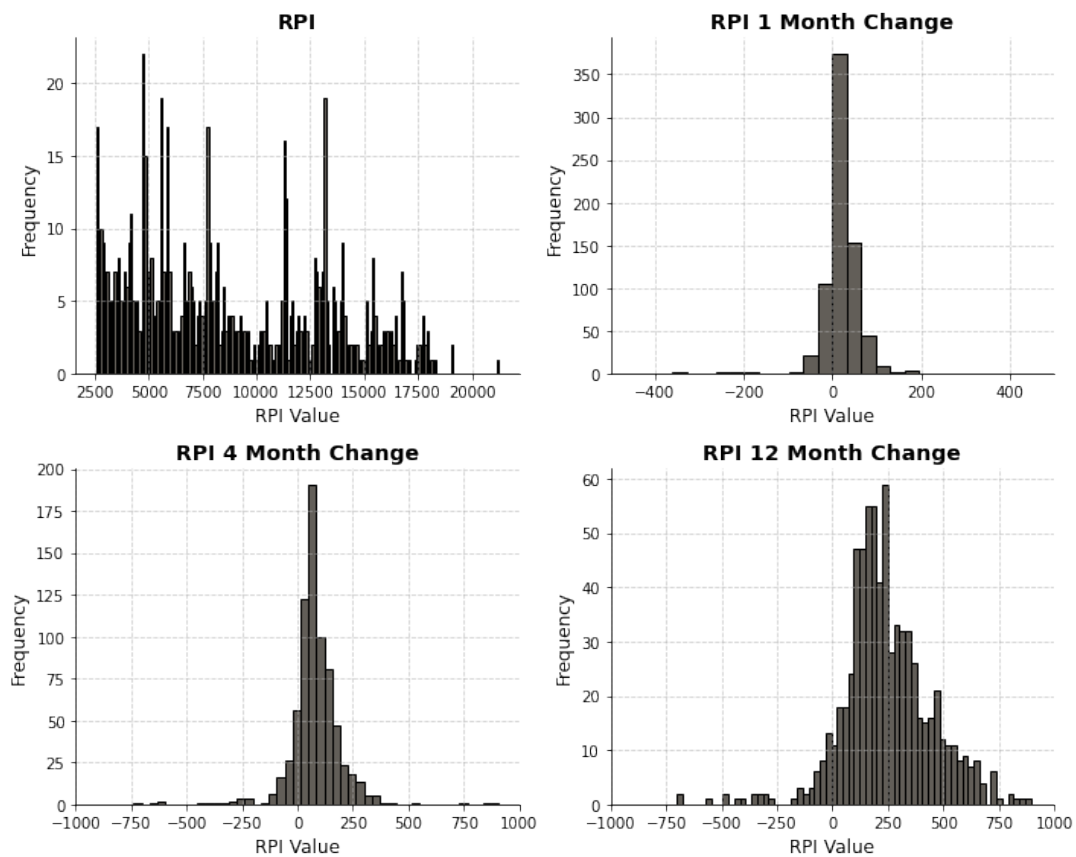 RPI
Frequency
20
15
10
5
0
2500 5000 7500 10000 12500 15000 17500 20000
RPI Value
RPI 1 Month Change
Frequency
350
300
250
200
150
100
50
0
−400 −200 0 200 400
RPI Value
RPI 4 Month Change
Frequency
200
175
150
125
100
75
50
25
0
−1000 −750 −500 −250 0 250 500 750 1000
RPI Value
RPI 12 Month Change
Frequency
60
50
40
30
20
10
0
−1000 −750 −500 −250 0 250 500 750 1000
RPI Value